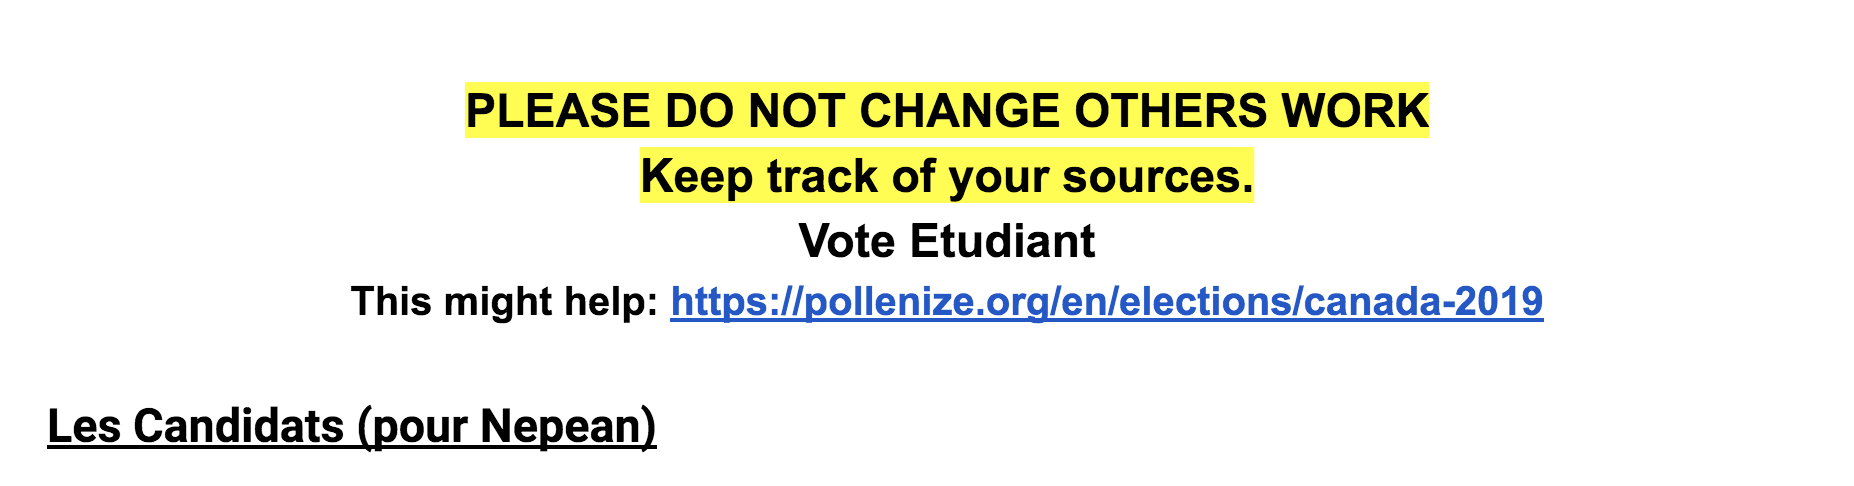 PLEASE DO NOT CHANGE OTHERS WORK
Keep track of your sources.
Vote Etudiant
This might help: https://pollenize.org/en/elections/canada-2019
Les Candidats (pour Nepean)